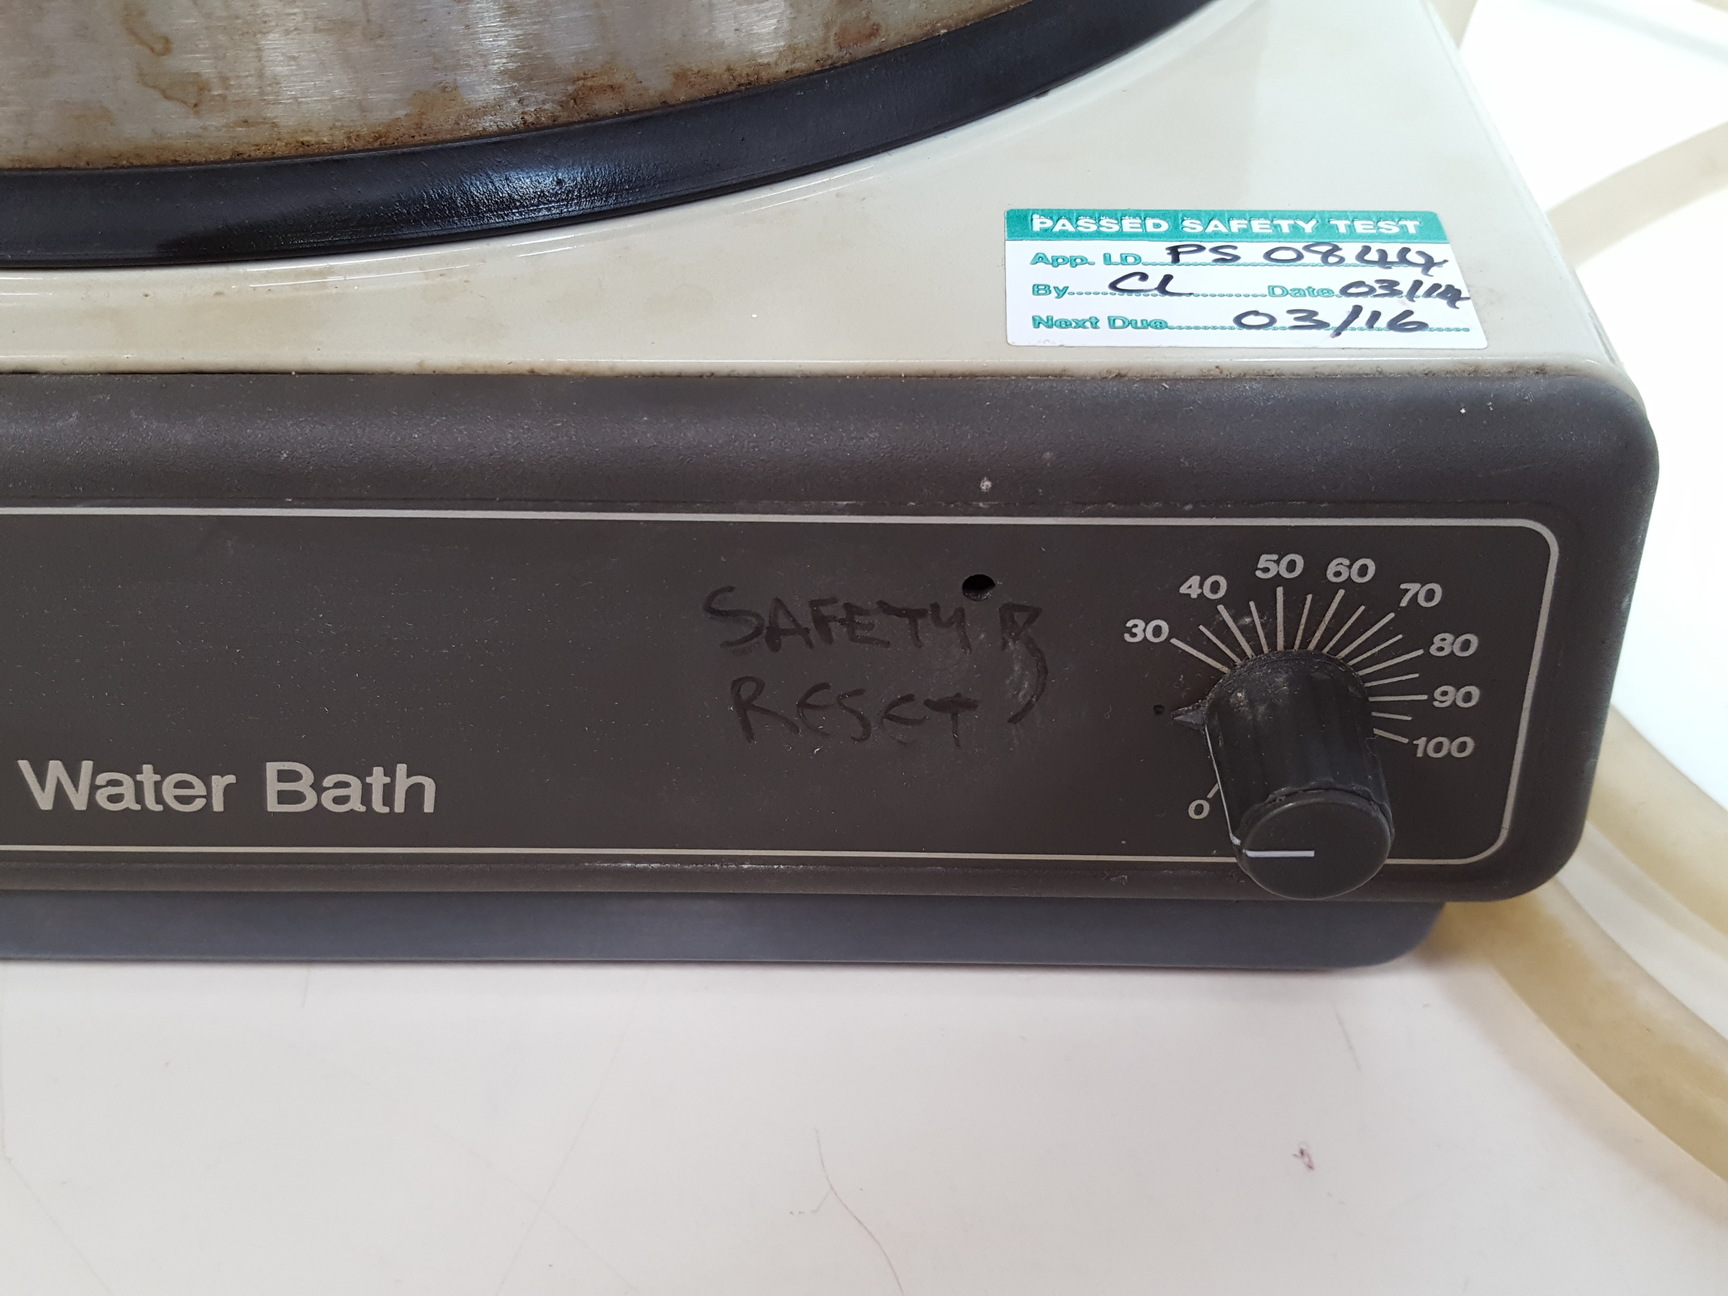 PASSED SAFETY TEST
App. I.D. PS 0844
By CL Date 03/14
Next Due 03/16
SAFETY
RESET
Water Bath
0
30
40
50
60
70
80
90
100